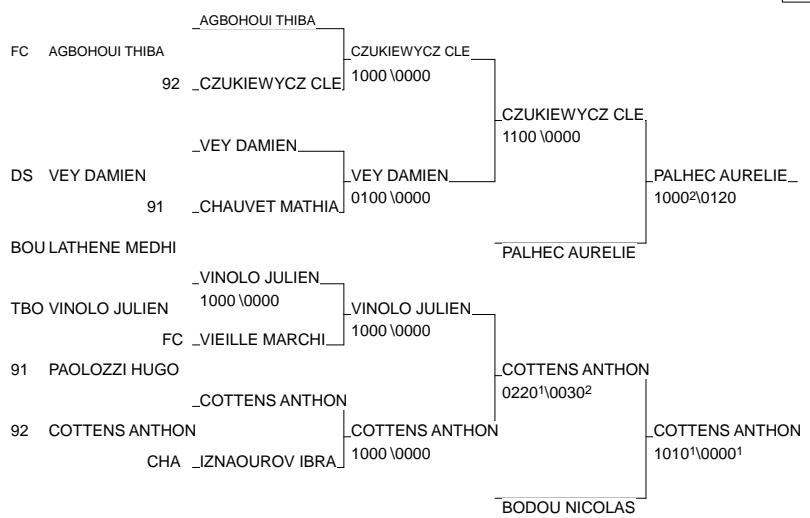 AGBOHOUI THIBA
FC AGBOHOUI THIBA
CZUKIEWYCZ CLE
1000 \0000
92 CZUKIEWYCZ CLE
CZUKIEWYCZ CLE
1100 \0000
VEY DAMIEN
DS VEY DAMIEN
VEY DAMIEN
0100 \0000
PALHEC AURELIE
1000²\0120
91 CHAUVET MATHIA
BOU LATHENE MEDHI
PALHEC AURELIE
VINOLO JULIEN
1000 \0000
TBO VINOLO JULIEN
VINOLO JULIEN
1000 \0000
FC VIEILLE MARCHI
91 PAOLOZZI HUGO
COTTENS ANTHON
0220¹\0030²
COTTENS ANTHON
92 COTTENS ANTHON
COTTENS ANTHON
1000 \0000
COTTENS ANTHON
1010¹\0000¹
CHA IZNAOUROV IBRA
BODOU NICOLAS